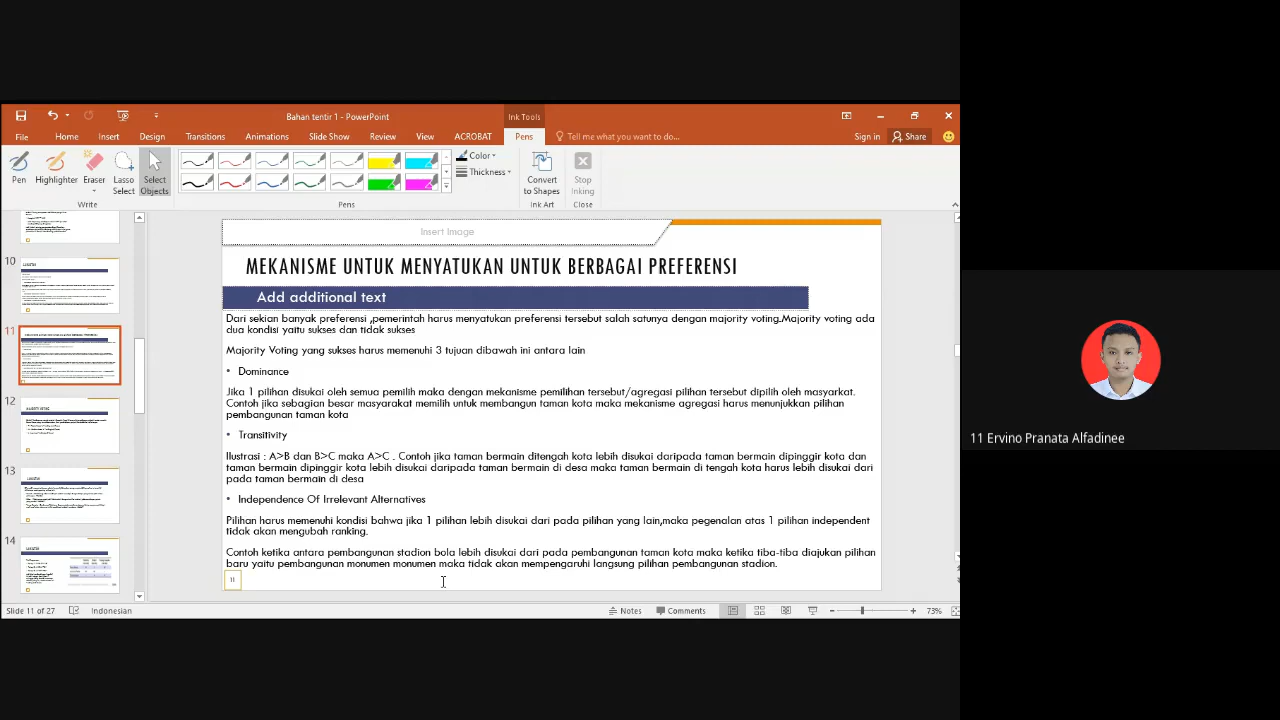 Bahan tentir 1 - PowerPoint
Ink Tools
File Home Insert Design Transitions Animations Slide Show Review View ACROBAT Pens Tell me what you want to do... Sign in Share
Pen Highlighter Eraser Lasso Select Select Objects
Color
Thickness
Convert to Shapes
Stop Inking
Write Pens Ink Art Close
10
11
12
13
14
Insert Image
MEKANISME UNTUK MENYATUKAN UNTUK BERBAGAI PREFERENSI
Add additional text
Dari sekian banyak preferensi ,pemerintah harus menyatukan preferensi tersebut salah satunya dengan majority voting.Majority voting ada
dua kondisi yaitu sukses dan tidak sukses
Majority Voting yang sukses harus memenuhi 3 tujuan dibawah ini antara lain
• Dominance
Jika 1 pilihan disukai oleh semua pemilih maka dengan mekanisme pemilihan tersebut/agregasi pilihan tersebut dipilh oleh masyarkat.
Contoh jika sebagian besar masyarakat memilih untuk membangun taman kota maka mekanisme agregasi harus menunjukkan pilihan
pembangunan taman kota
• Transitivity
Ilustrasi : A>B dan B>C maka A>C . Contoh jika taman bermain ditengah kota lebih disukai daripada taman bermain dipinggir kota dan
taman bermain dipinggir kota lebih disukai daripada taman bermain di desa maka taman bermain di tengah kota harus lebih disukai dari
pada taman bermain di desa
• Independence Of Irrelevant Alternatives
Pilihan harus memenuhi kondisi bahwa jika 1 pilihan lebih disukai dari pada pilihan yang lain,maka pegenalan atas 1 pilihan independent
tidak akan mengubah ranking.
Contoh ketika antara pembangunan stadion bola lebih disukai dari pada pembangunan taman kota maka ketika tiba-tiba diajukan pilihan
baru yaitu pembangunan monumen monumen maka tidak akan mempengaruhi langsung pilihan pembangunan stadion.
11
Slide 11 of 27 Indonesian Notes Comments 73%
11 Ervino Pranata Alfadinee